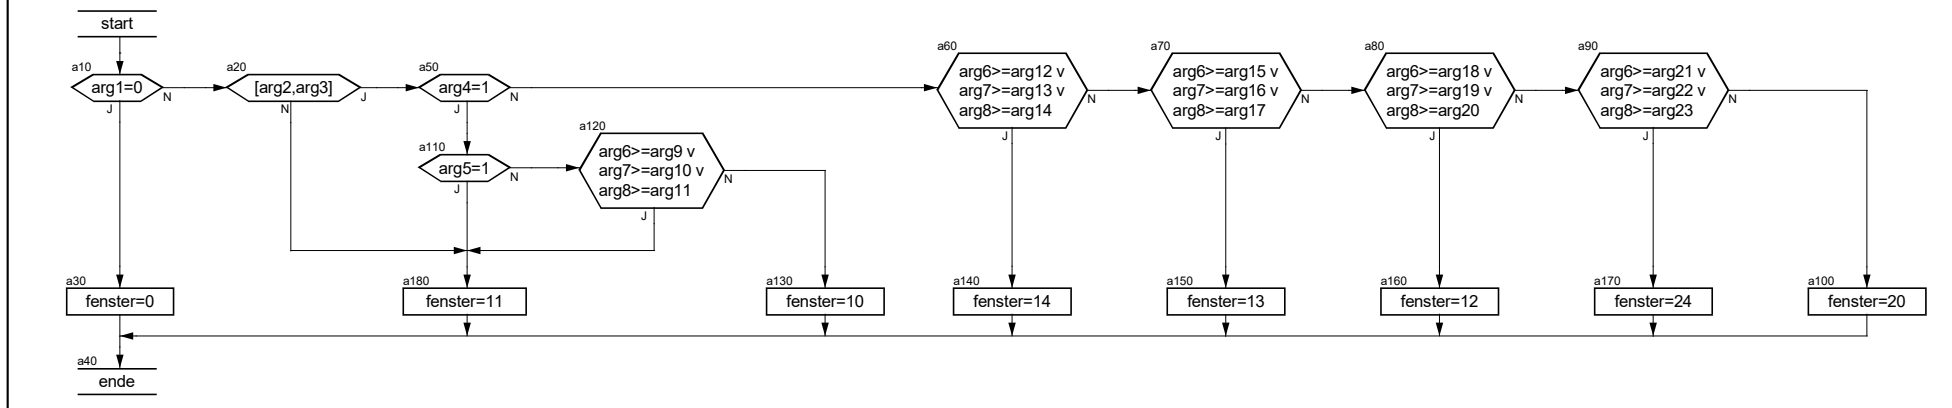 start
a10
arg1=0
N
J
a20
[arg2,arg3]
J
N
a50
arg4=1
N
J
a110
arg5=1
N
J
a120
arg6>=arg9 v
arg7>=arg10 v
arg8>=arg11
N
J
a60
arg6>=arg12 v
arg7>=arg13 v
arg8>=arg14
N
J
a70
arg6>=arg15 v
arg7>=arg16 v
arg8>=arg17
N
J
a80
arg6>=arg18 v
arg7>=arg19 v
arg8>=arg20
N
J
a90
arg6>=arg21 v
arg7>=arg22 v
arg8>=arg23
N
J
a30
fenster=0
a180
fenster=11
a130
fenster=10
a140
fenster=14
a150
fenster=13
a160
fenster=12
a170
fenster=24
a100
fenster=20
a40
ende